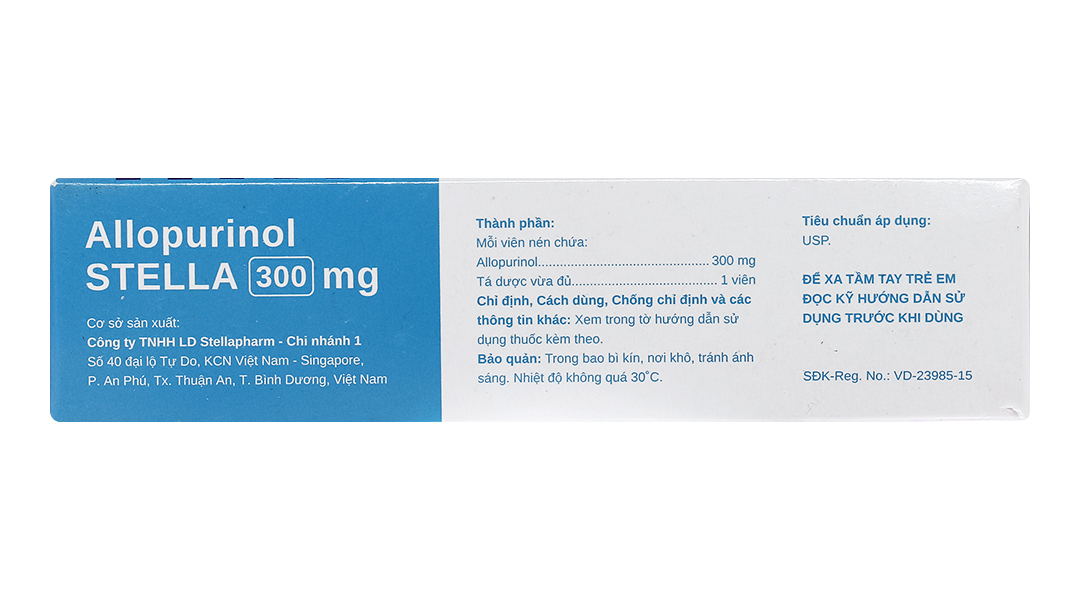 Allopurinol
STELLA 300 mg
Cơ sở sản xuất:
Công ty TNHH LD Stellapharm - Chi nhánh 1
Số 40 đại lộ Tự Do, KCN Việt Nam - Singapore,
P. An Phú, Tx. Thuận An, T. Bình Dương, Việt Nam
Thành phần:
Mỗi viên nén chứa:
Allopurinol............................................... 300 mg
Tá dược vừa đủ........................................ 1 viên
Chỉ định, Cách dùng, Chống chỉ định và các
thông tin khác: Xem trong tờ hướng dẫn sử
dụng thuốc kèm theo.
Bảo quản: Trong bao bì kín, nơi khô, tránh ánh
sáng. Nhiệt độ không quá 30°C.
Tiêu chuẩn áp dụng:
USP.
ĐỂ XA TẦM TAY TRẺ EM
ĐỌC KỸ HƯỚNG DẪN SỬ
DỤNG TRƯỚC KHI DÙNG
SĐK-Reg. No.: VD-23985-15